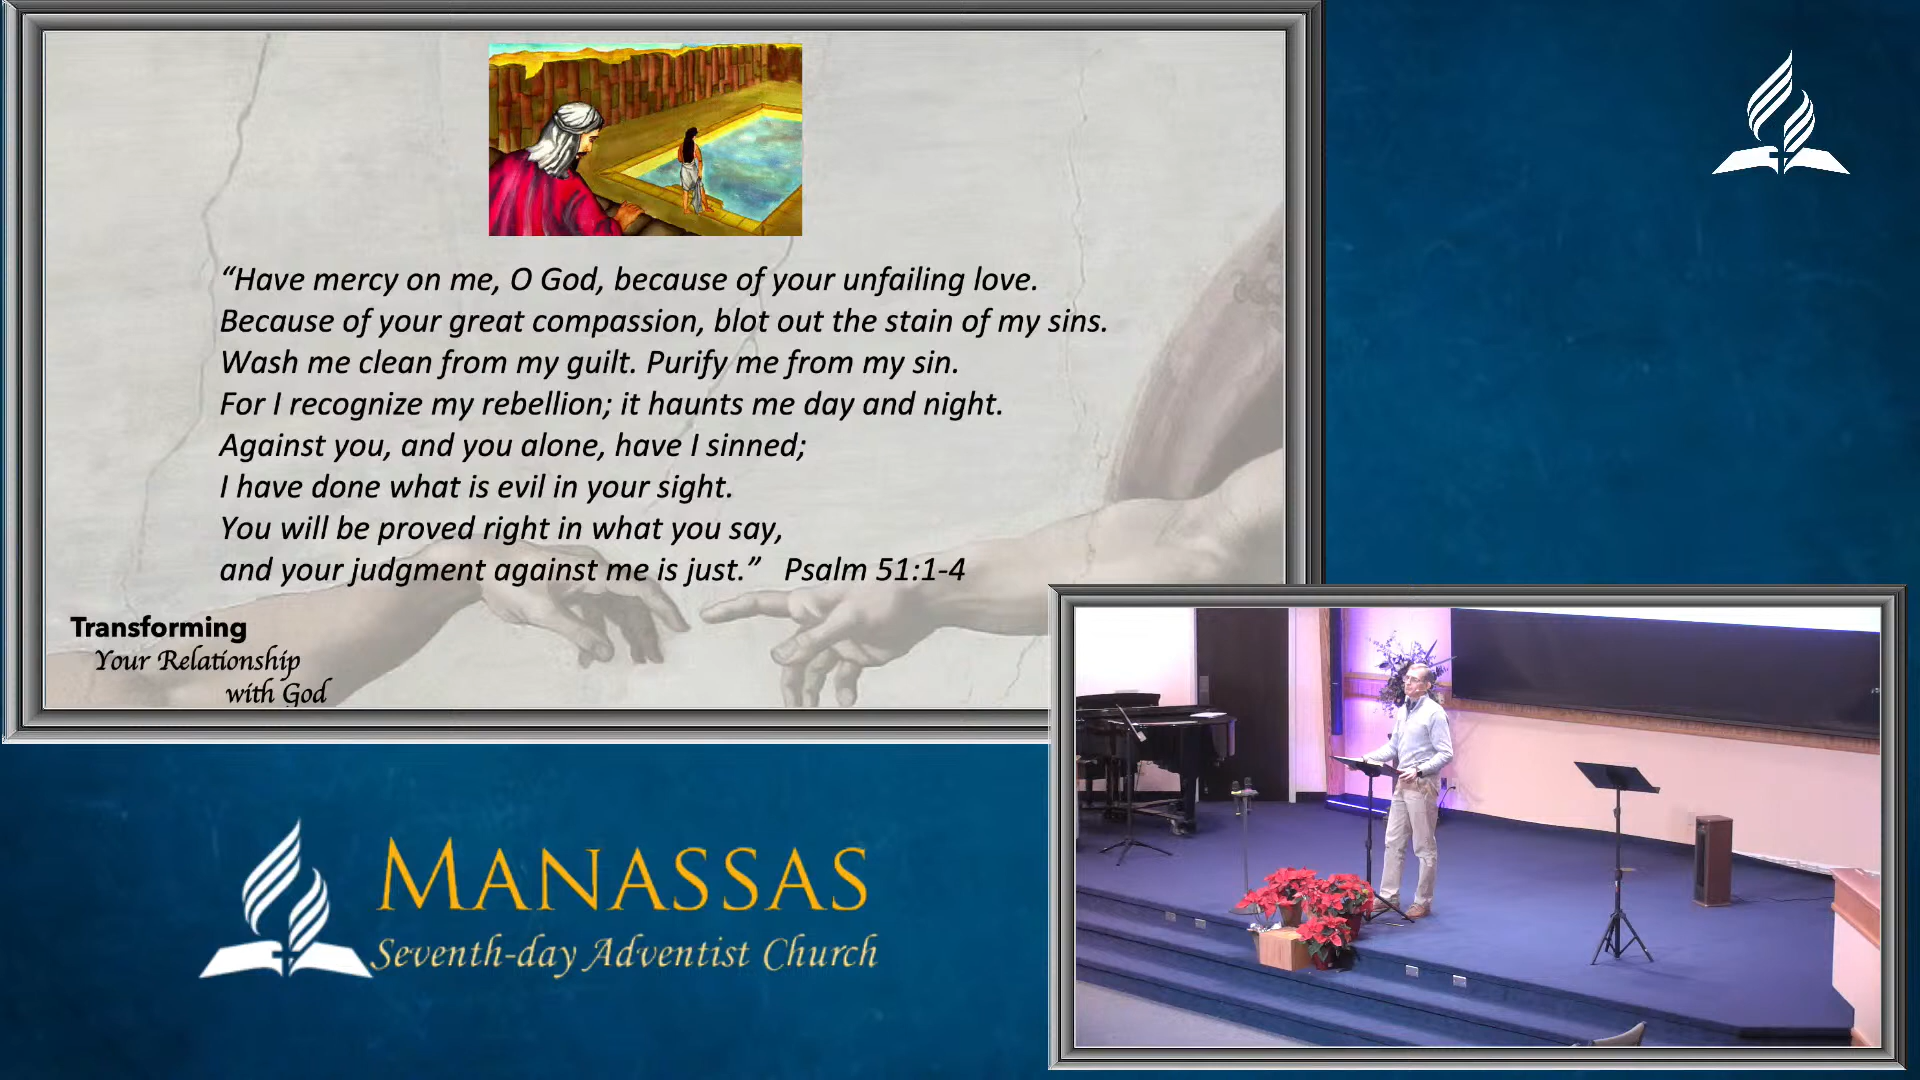 “Have mercy on me, O God, because of your unfailing love.
Because of your great compassion, blot out the stain of my sins.
Wash me clean from my guilt. Purify me from my sin.
For I recognize my rebellion; it haunts me day and night.
Against you, and you alone, have I sinned;
I have done what is evil in your sight.
You will be proved right in what you say,
and your judgment against me is just.”   Psalm 51:1-4
Transforming
Your Relationship
with God
MANASSAS
Seventh-day Adventist Church